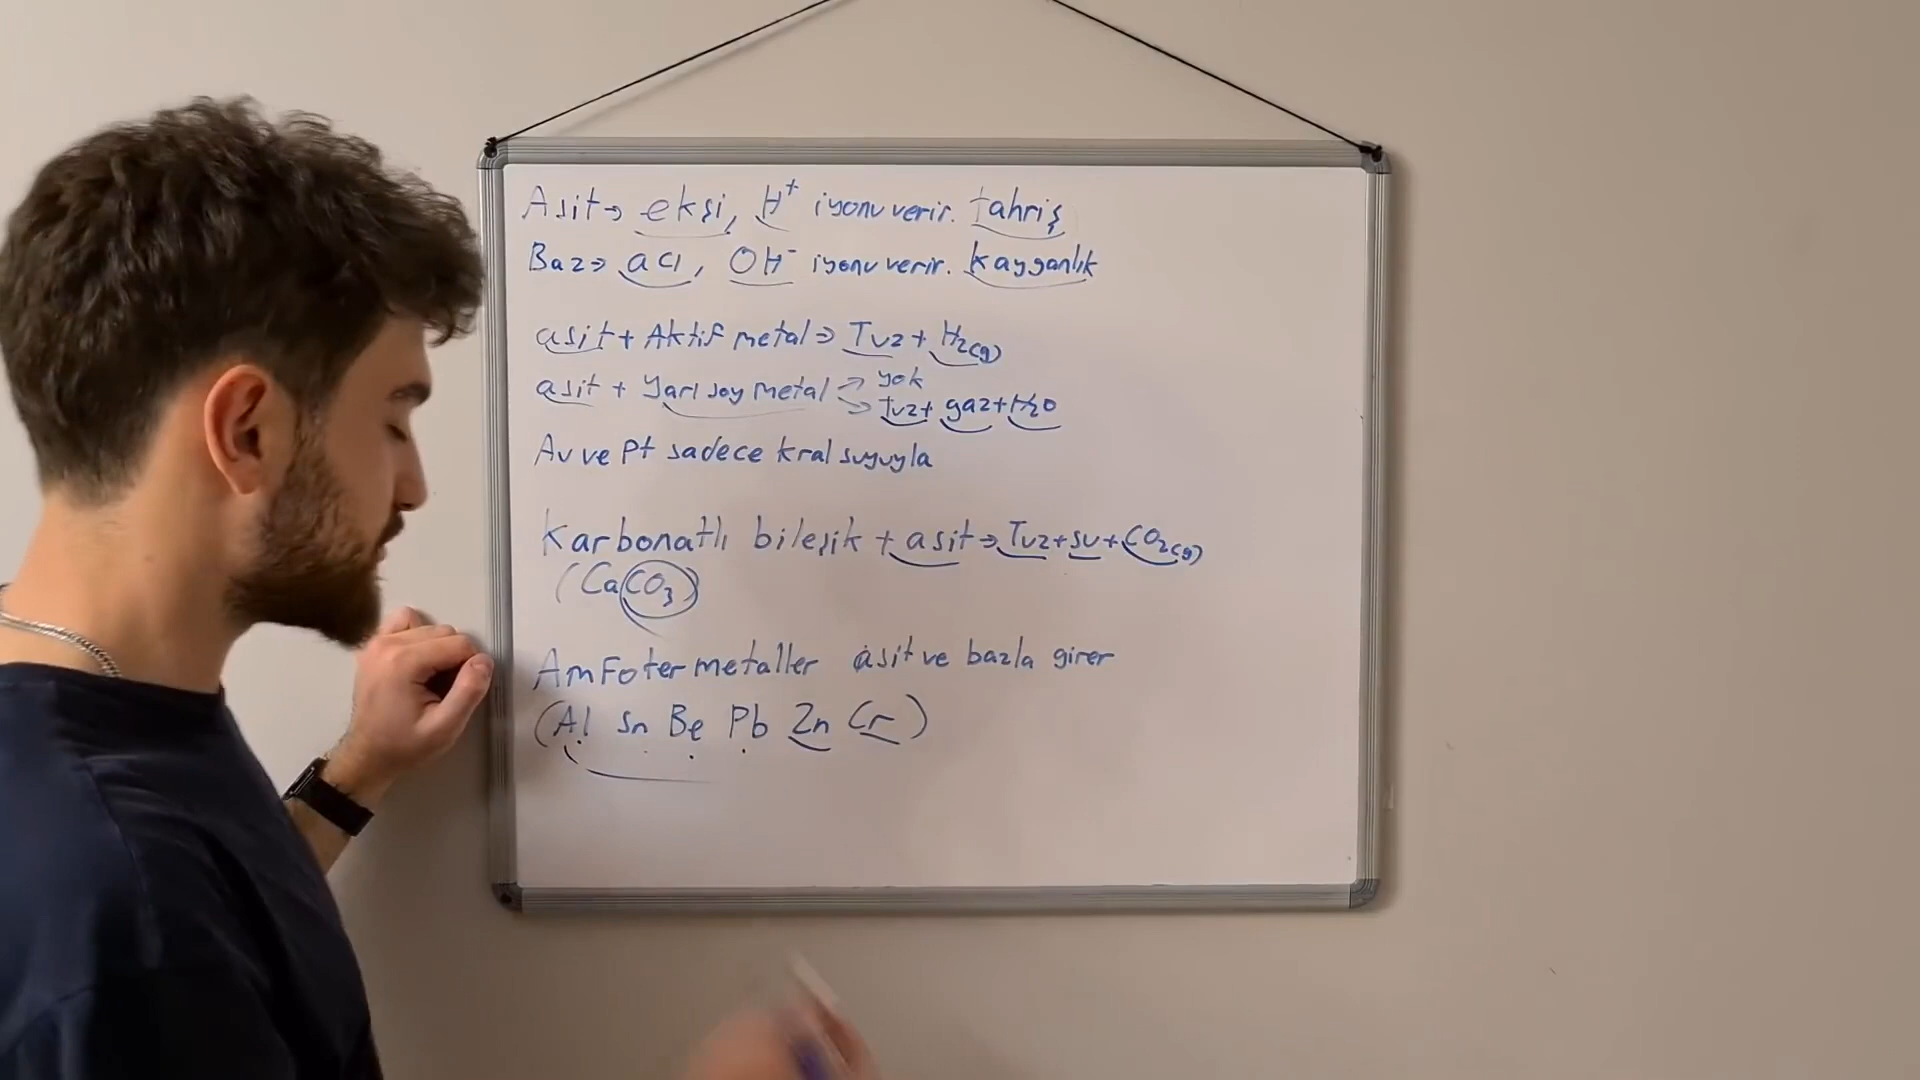 Asit→ ekşi, H⁺ iyonu verir. tahriş
Baz→ acı, OH⁻ iyonu verir. kayganlık
asit + Aktif metal → Tuz + H₂(g)
asit + Yarı soy metal → yok
→ tuz + gaz + H₂O
Au ve Pt sadece kral suyuyla
Karbonatlı bileşik + asit → Tuz + su + CO₂(g)
(CaCO₃)
Amfoter metaller asit ve bazla girer
(Al Sn Be Pb Zn Cr)